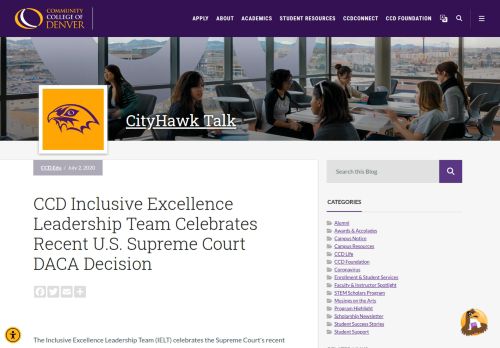 COMMUNITY
COLLEGE OF
DENVER
APPLY ABOUT ACADEMICS STUDENT RESOURCES CCDCONNECT CCD FOUNDATION
CityHawk Talk
CCD.Edu / July 2, 2020
Search this Blog
CCD Inclusive Excellence
Leadership Team Celebrates
Recent U.S. Supreme Court
DACA Decision
CATEGORIES
Alumni
Awards & Accolades
Campus Notice
Campus Resources
CCD Life
CCD Foundation
Coronavirus
Enrollment & Student Services
Faculty & Instructor Spotlight
STEM Scholars Program
Musings on the Arts
Program Highlight
Scholarship Newsletter
Student Success Stories
Student Support
The Inclusive Excellence Leadership Team (IELT) celebrates the Supreme Court's recent